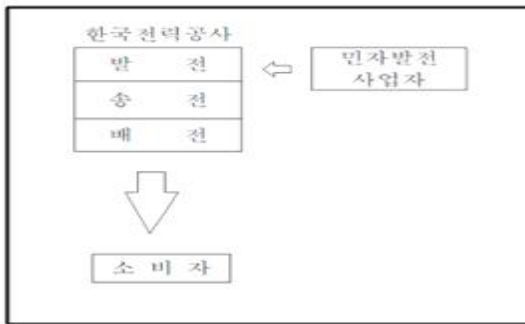 한국전력공사
발 전
민자발전
사업자
송 전
배 전
소 비 자